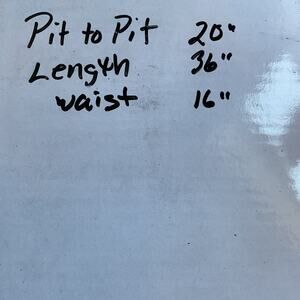 Pit to Pit 20"
Length 36"
waist 16"